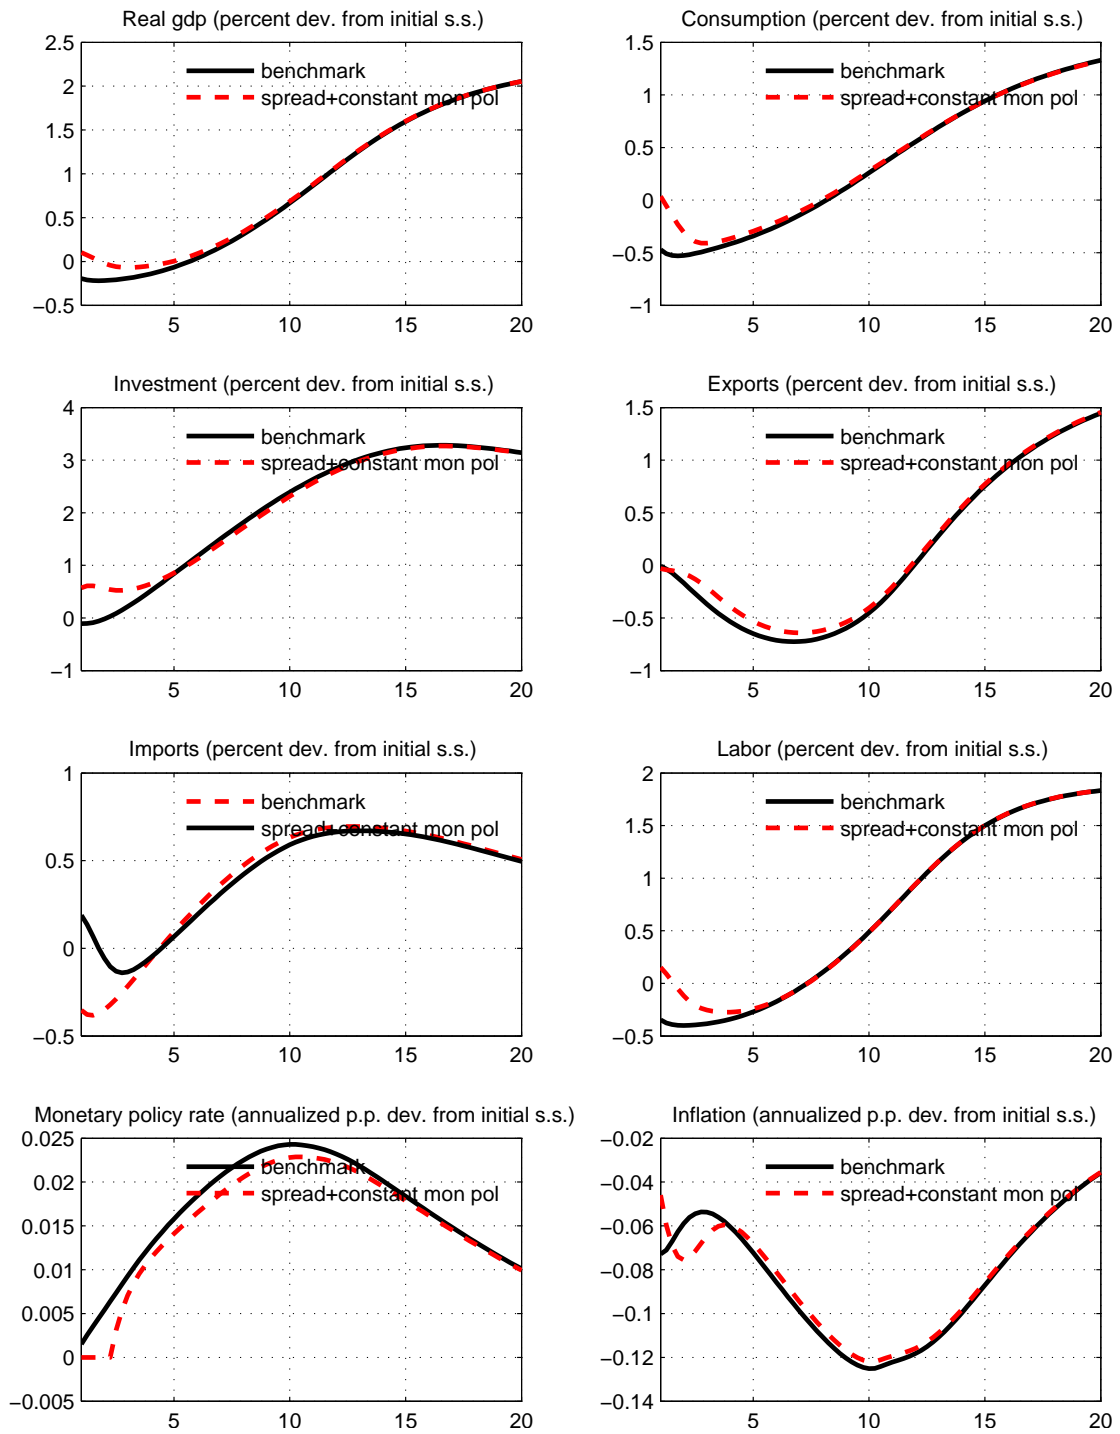 Real gdp (percent dev. from initial s.s.)
2.5
2
1.5
1
0.5
0
−0.5
benchmark
spread+constant mon pol
5 10 15 20
Consumption (percent dev. from initial s.s.)
1.5
1
0.5
0
−0.5
−1
benchmark
spread+constant mon pol
5 10 15 20
Investment (percent dev. from initial s.s.)
4
3
2
1
0
−1
benchmark
spread+constant mon pol
5 10 15 20
Exports (percent dev. from initial s.s.)
1.5
1
0.5
0
−0.5
−1
benchmark
spread+constant mon pol
5 10 15 20
Imports (percent dev. from initial s.s.)
1
0.5
0
−0.5
benchmark
spread+constant mon pol
5 10 15 20
Labor (percent dev. from initial s.s.)
2
1.5
1
0.5
0
−0.5
benchmark
spread+constant mon pol
5 10 15 20
Monetary policy rate (annualized p.p. dev. from initial s.s.)
0.025
0.02
0.015
0.01
0.005
0
−0.005
benchmark
spread+constant mon pol
5 10 15 20
Inflation (annualized p.p. dev. from initial s.s.)
−0.02
−0.04
−0.06
−0.08
−0.1
−0.12
−0.14
benchmark
spread+constant mon pol
5 10 15 20